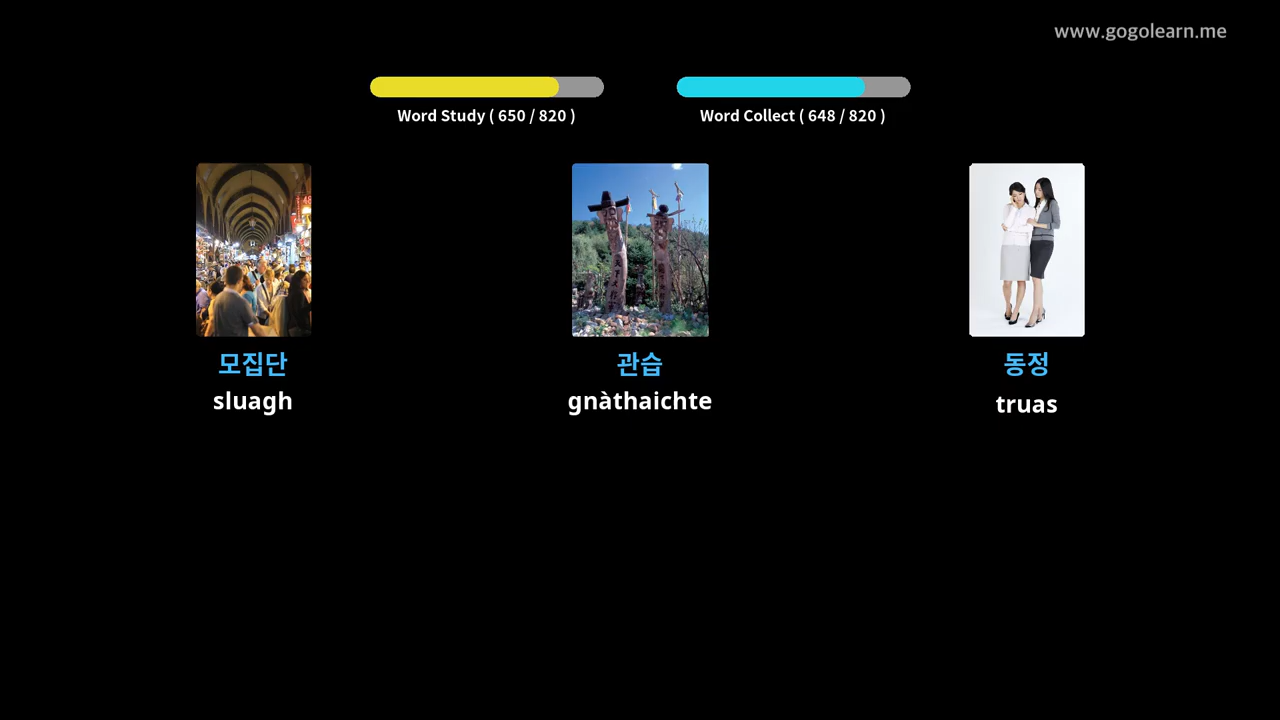 www.gogolearn.me
Word Study ( 650 / 820 )
Word Collect ( 648 / 820 )
모집단
관습
동정
sluagh
gnàthaichte
truas